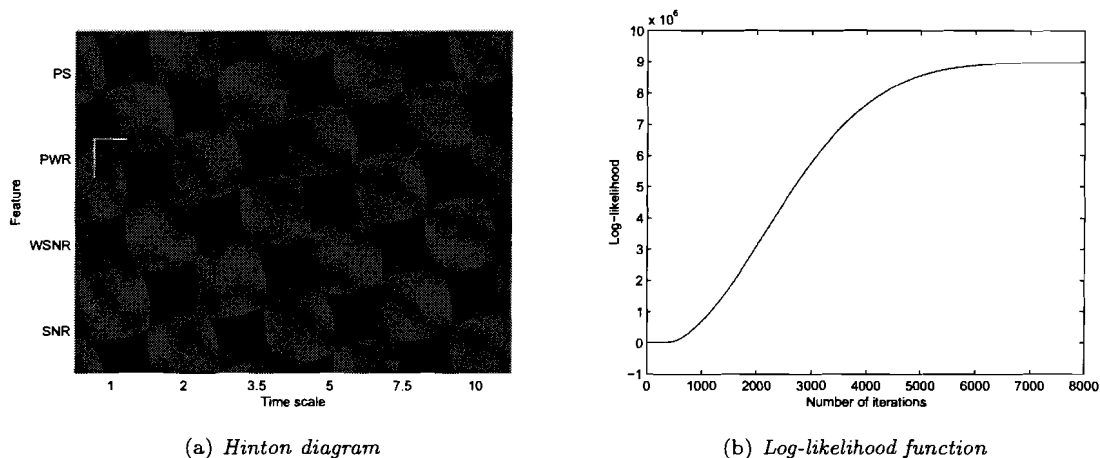 PS
PWR
WSNR
SNR
Feature
1 2 3.5 5 7.5 10
Time scale
(a) Hinton diagram
x 10^6
10
9
8
7
6
5
4
3
2
1
0
−1
Log−likelihood
0 1000 2000 3000 4000 5000 6000 7000 8000
Number of iterations
(b) Log-likelihood function